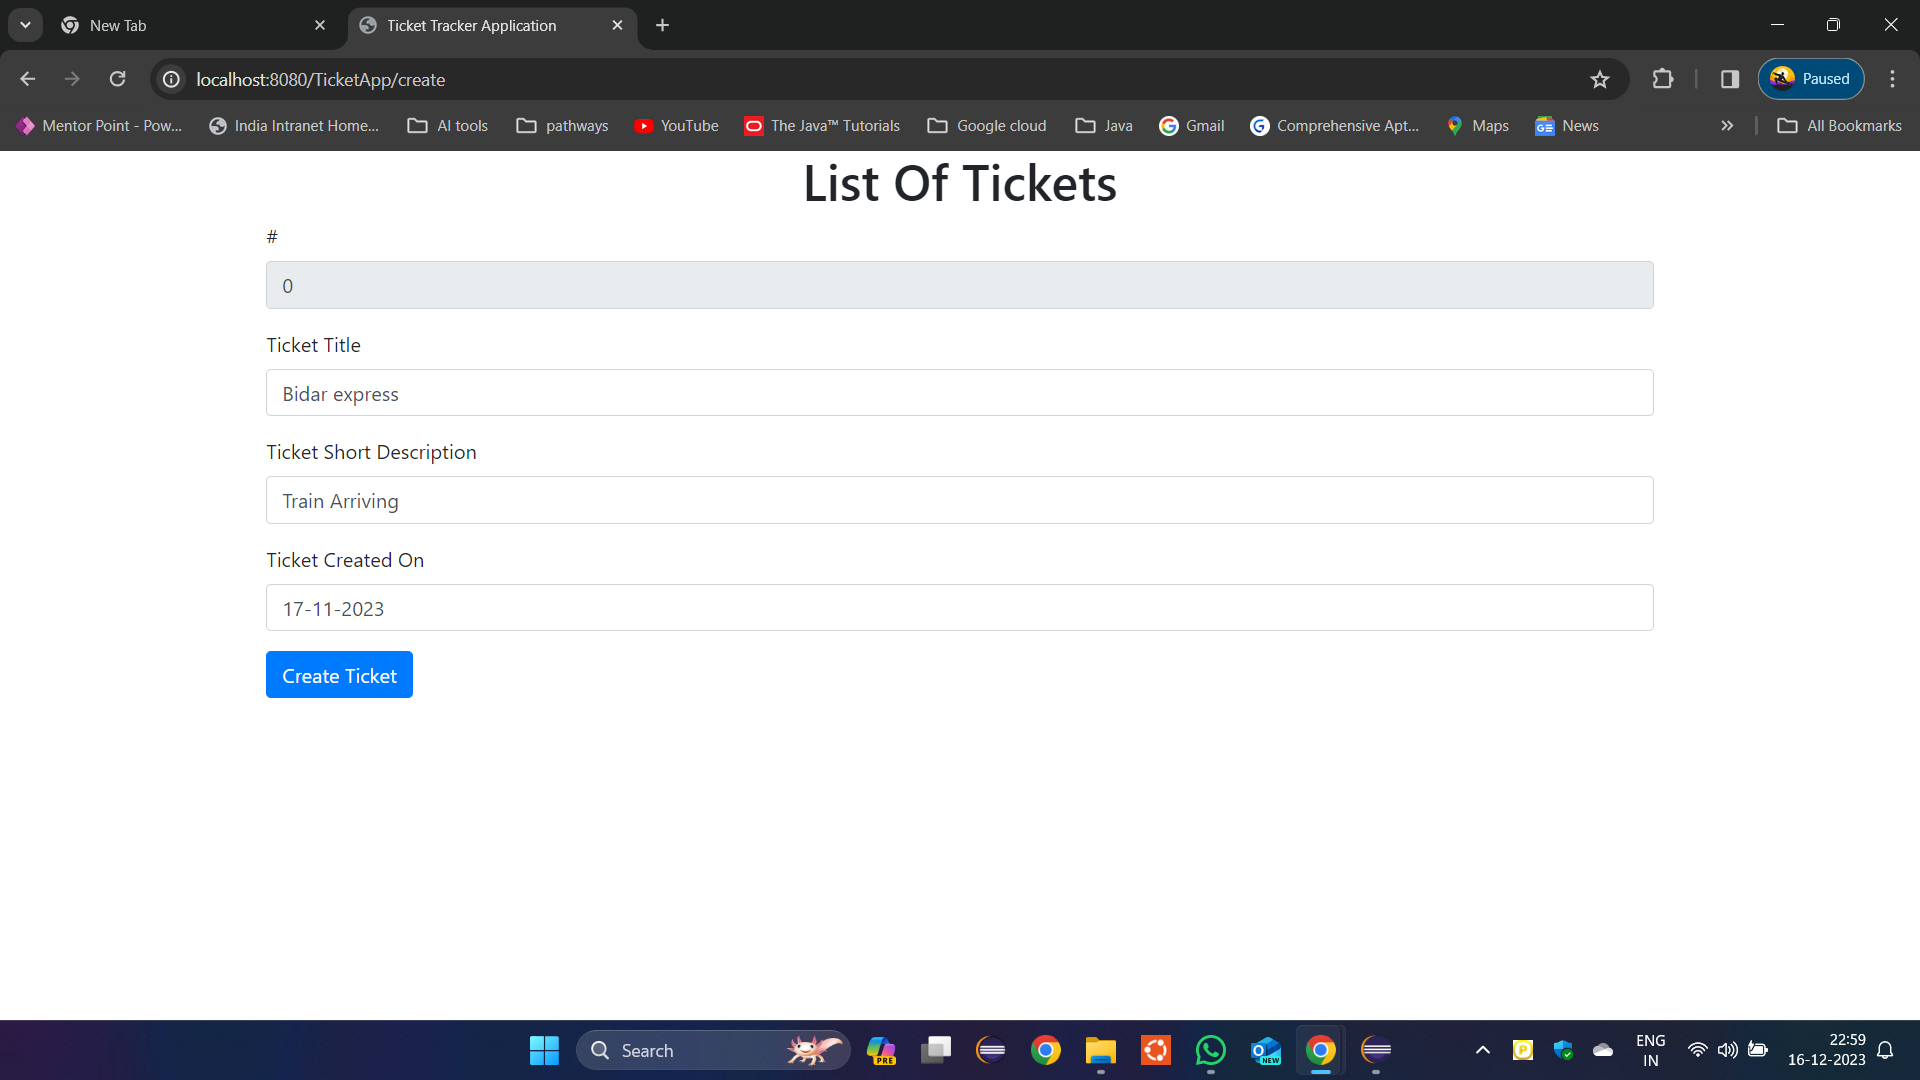 New Tab
Ticket Tracker Application
localhost:8080/TicketApp/create
Paused
Mentor Point - Pow...
India Intranet Home...
AI tools
pathways
YouTube
The Java™ Tutorials
Google cloud
Java
Gmail
Comprehensive Apt...
Maps
News
All Bookmarks
List Of Tickets
#
0
Ticket Title
Bidar express
Ticket Short Description
Train Arriving
Ticket Created On
17-11-2023
Create Ticket
Search
PRE
NEW
ENG
IN
22:59
16-12-2023